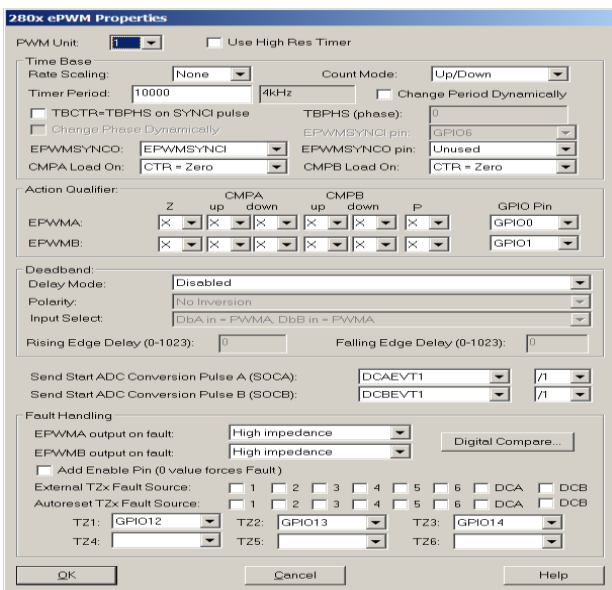 280x ePWM Properties
PWM Unit: 1 Use High Res Timer
Time Base
Rate Scaling: None Count Mode: Up/Down
Timer Period: 10000 4kHz Change Period Dynamically
TBCTR=TBPHS on SYNCI pulse TBPHS (phase): 0
Change Phase Dynamically EPWMSYNCI pin: GPIO6
EPWMSYNCO: EPWMSYNCI EPWMSYNCO pin: Unused
CMPA Load On: CTR = Zero CMPB Load On: CTR = Zero
Action Qualifier:
CMPA CMPB
Z up down up down P GPIO Pin
EPWMA: X X X X X X GPIO0
EPWMB: X X X X X X GPIO1
Deadband:
Delay Mode: Disabled
Polarity: No Inversion
Input Select: DbA in = PWMA, DbB in = PWMA
Rising Edge Delay (0-1023): 0 Falling Edge Delay (0-1023): 0
Send Start ADC Conversion Pulse A (SOCA): DCAEVT1 /1
Send Start ADC Conversion Pulse B (SOCB): DCBEVT1 /1
Fault Handling
EPWMA output on fault: High impedance
EPWMB output on fault: High impedance Digital Compare...
Add Enable Pin (0 value forces Fault)
External TZx Fault Source: 1 2 3 4 5 6 DCA DCB
Autoreset TZx Fault Source: 1 2 3 4 5 6 DCA DCB
TZ1: GPIO12 TZ2: GPIO13 TZ3: GPIO14
TZ4: TZ5: TZ6:
OK Cancel Help